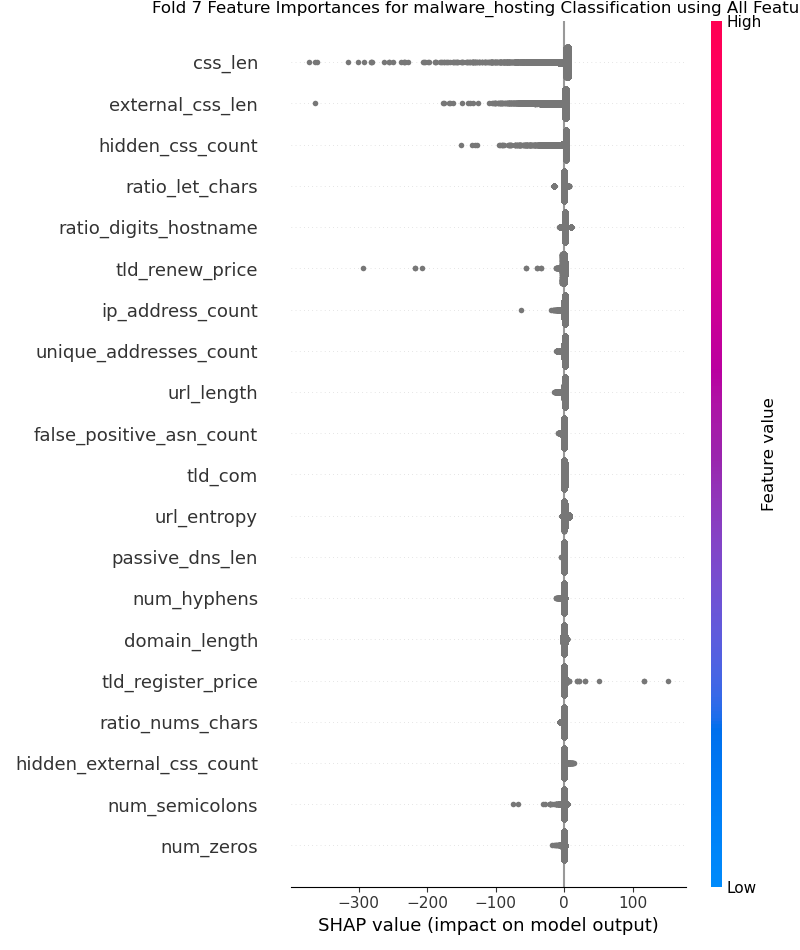 Fold 7 Feature Importances for malware_hosting Classification using All Featu
High
css_len
external_css_len
hidden_css_count
ratio_let_chars
ratio_digits_hostname
tld_renew_price
ip_address_count
unique_addresses_count
url_length
false_positive_asn_count
tld_com
url_entropy
passive_dns_len
num_hyphens
domain_length
tld_register_price
ratio_nums_chars
hidden_external_css_count
num_semicolons
num_zeros
Feature value
Low
−300 −200 −100 0 100
SHAP value (impact on model output)